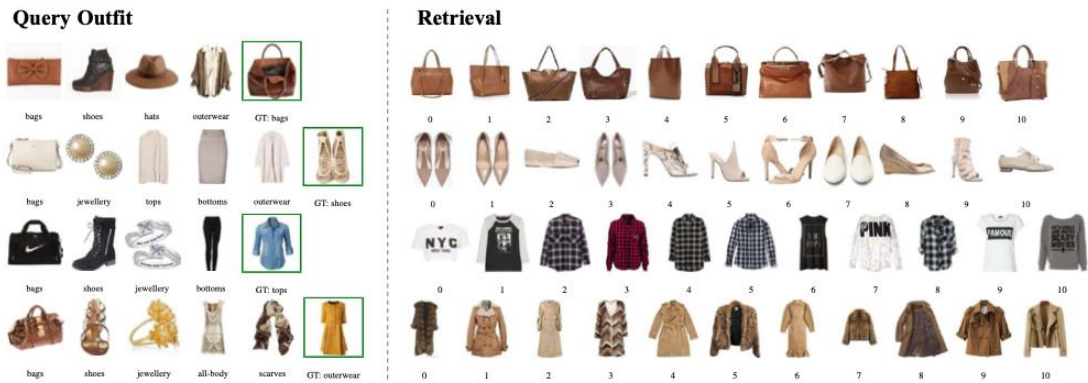 Query Outfit
Retrieval
bags shoes hats outerwear GT: bags
0 1 2 3 4 5 6 7 8 9 10
bags jewellery tops bottoms outerwear GT: shoes
0 1 2 3 4 5 6 7 8 9 10
NYC
PINK
FAMOUS
bags shoes jewellery bottoms GT: tops
0 1 2 3 4 5 6 7 8 9 10
bags shoes jewellery all-body scarves GT: outerwear
0 1 2 3 4 5 6 7 8 9 10